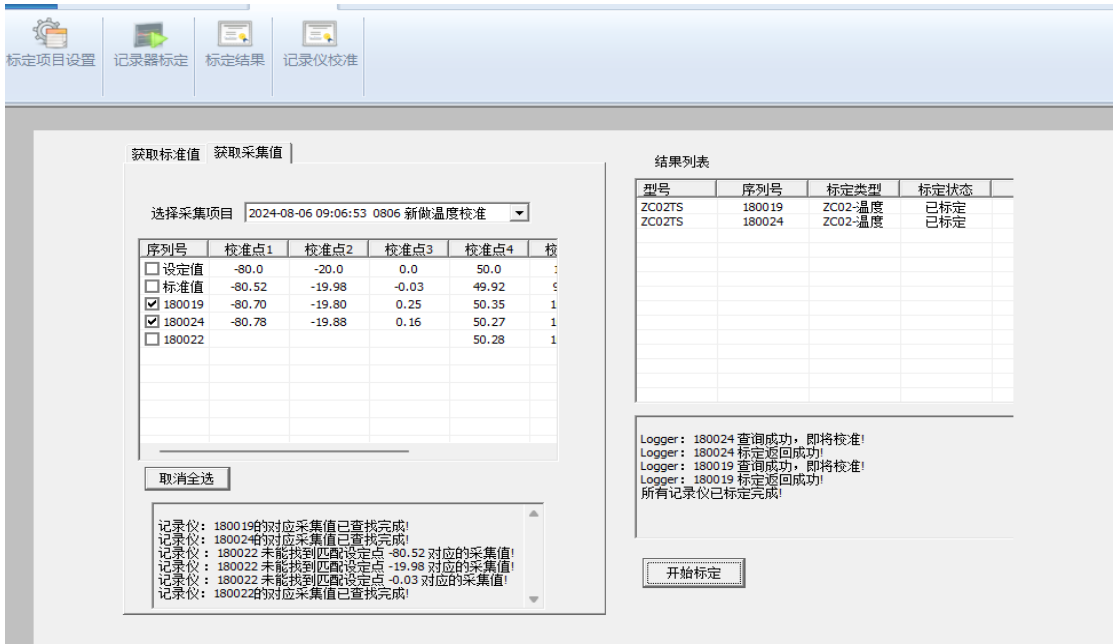 标定项目设置 记录器标定 标定结果 记录仪校准
获取标准值 获取采集值
选择采集项目 2024-08-06 09:06:53 0806 新做温度校准
序列号 校准点1 校准点2 校准点3 校准点4 校
设定值 -80.0 -20.0 0.0 50.0
标准值 -80.52 -19.98 -0.03 49.92
180019 -80.70 -19.80 0.25 50.35 1
180024 -80.78 -19.88 0.16 50.27 1
180022 50.28 1
取消全选
记录仪：180019的对应采集值已查找完成!
记录仪：180024的对应采集值已查找完成!
记录仪：180022 未能找到匹配设定点 -80.52 对应的采集值!
记录仪：180022 未能找到匹配设定点 -19.98 对应的采集值!
记录仪：180022 未能找到匹配设定点 -0.03 对应的采集值!
记录仪：180022的对应采集值已查找完成!
结果列表
型号 序列号 标定类型 标定状态
ZC02TS 180019 ZC02-温度 已标定
ZC02TS 180024 ZC02-温度 已标定
Logger: 180024 查询成功，即将校准!
Logger: 180024 标定返回成功!
Logger: 180019 查询成功，即将校准!
Logger: 180019 标定返回成功!
所有记录仪已标定完成!
开始标定